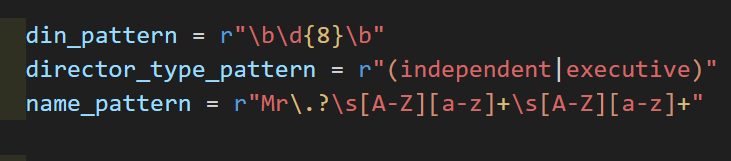 din_pattern = r"\b\d{8}\b"
director_type_pattern = r"(independent|executive)"
name_pattern = r"Mr\.?\s[A-Z][a-z]+\s[A-Z][a-z]+"